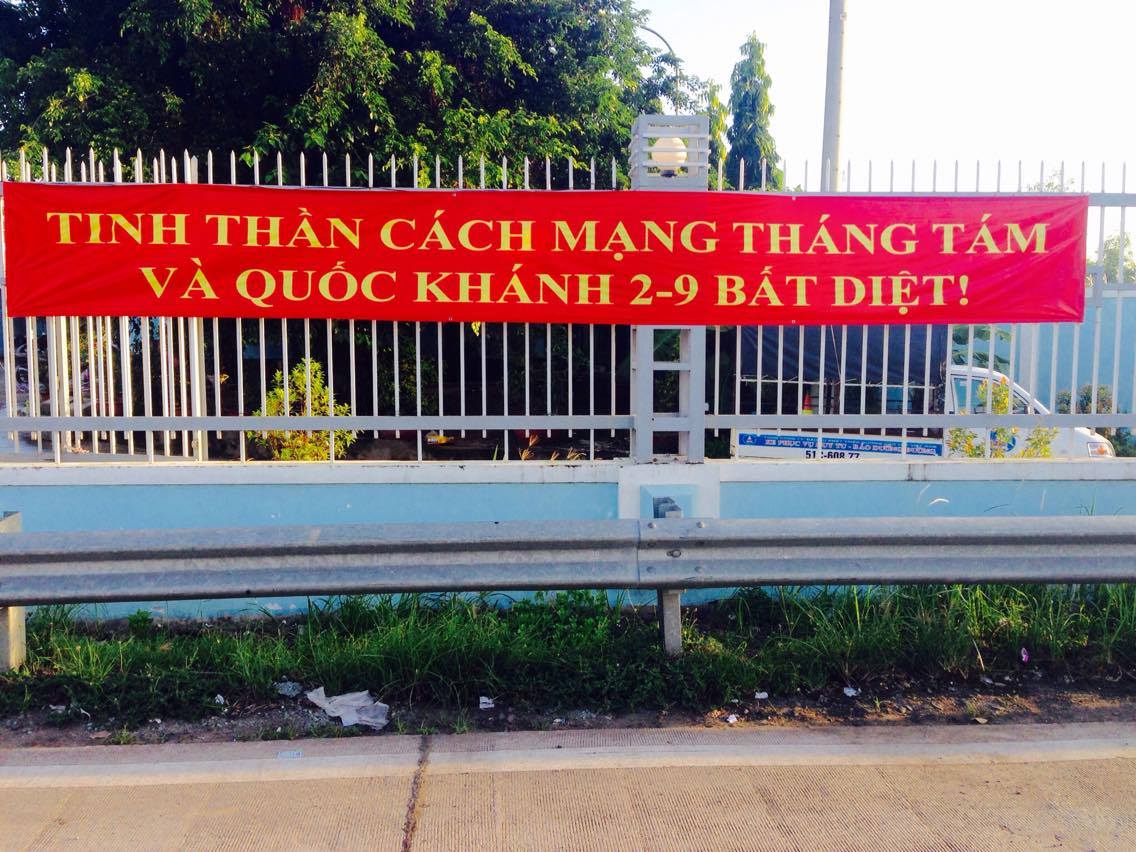 TINH THẦN CÁCH MẠNG THÁNG TÁM
VÀ QUỐC KHÁNH 2-9 BẤT DIỆT!